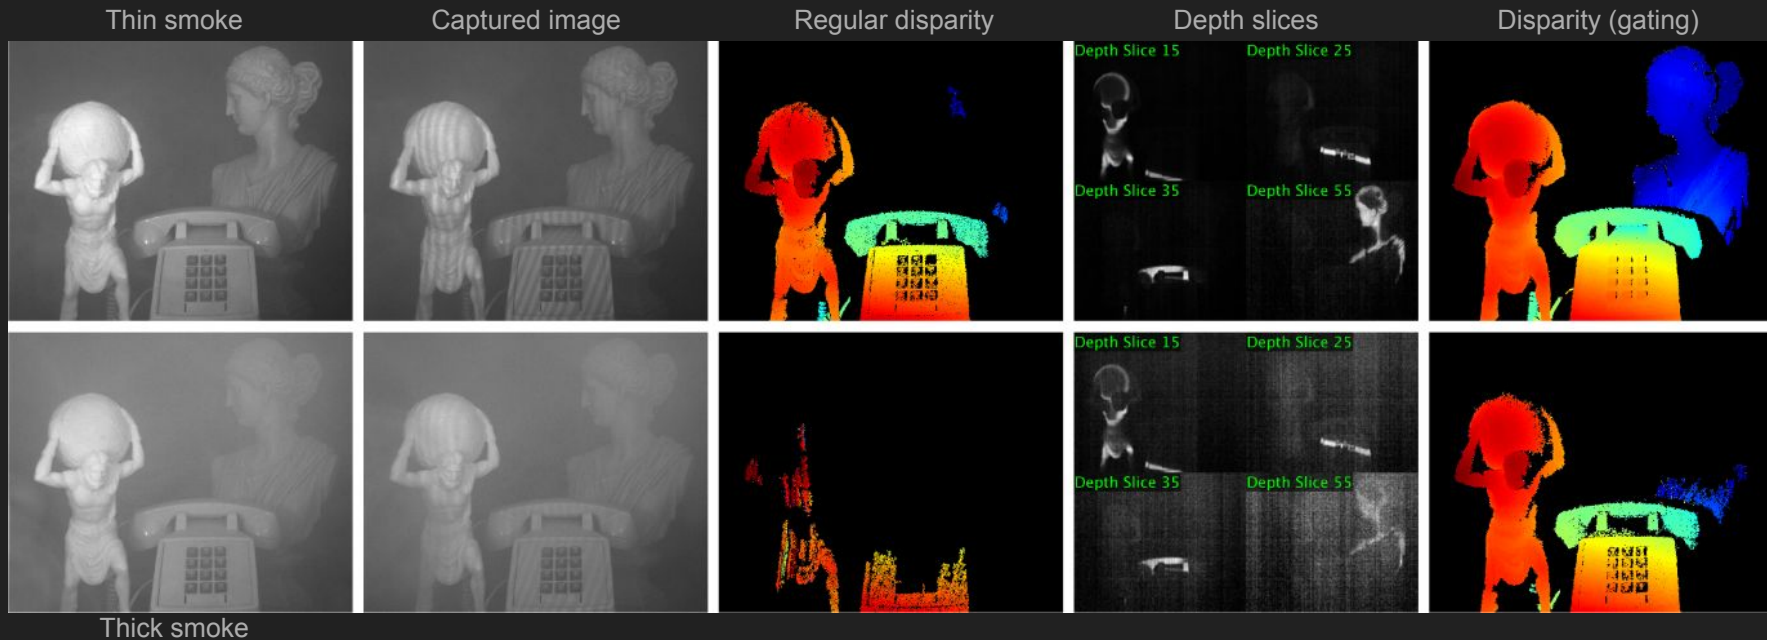 Thin smoke
Captured image
Regular disparity
Depth slices
Disparity (gating)
Depth Slice 15
Depth Slice 25
Depth Slice 35
Depth Slice 55
Depth Slice 15
Depth Slice 25
Depth Slice 35
Depth Slice 55
Thick smoke